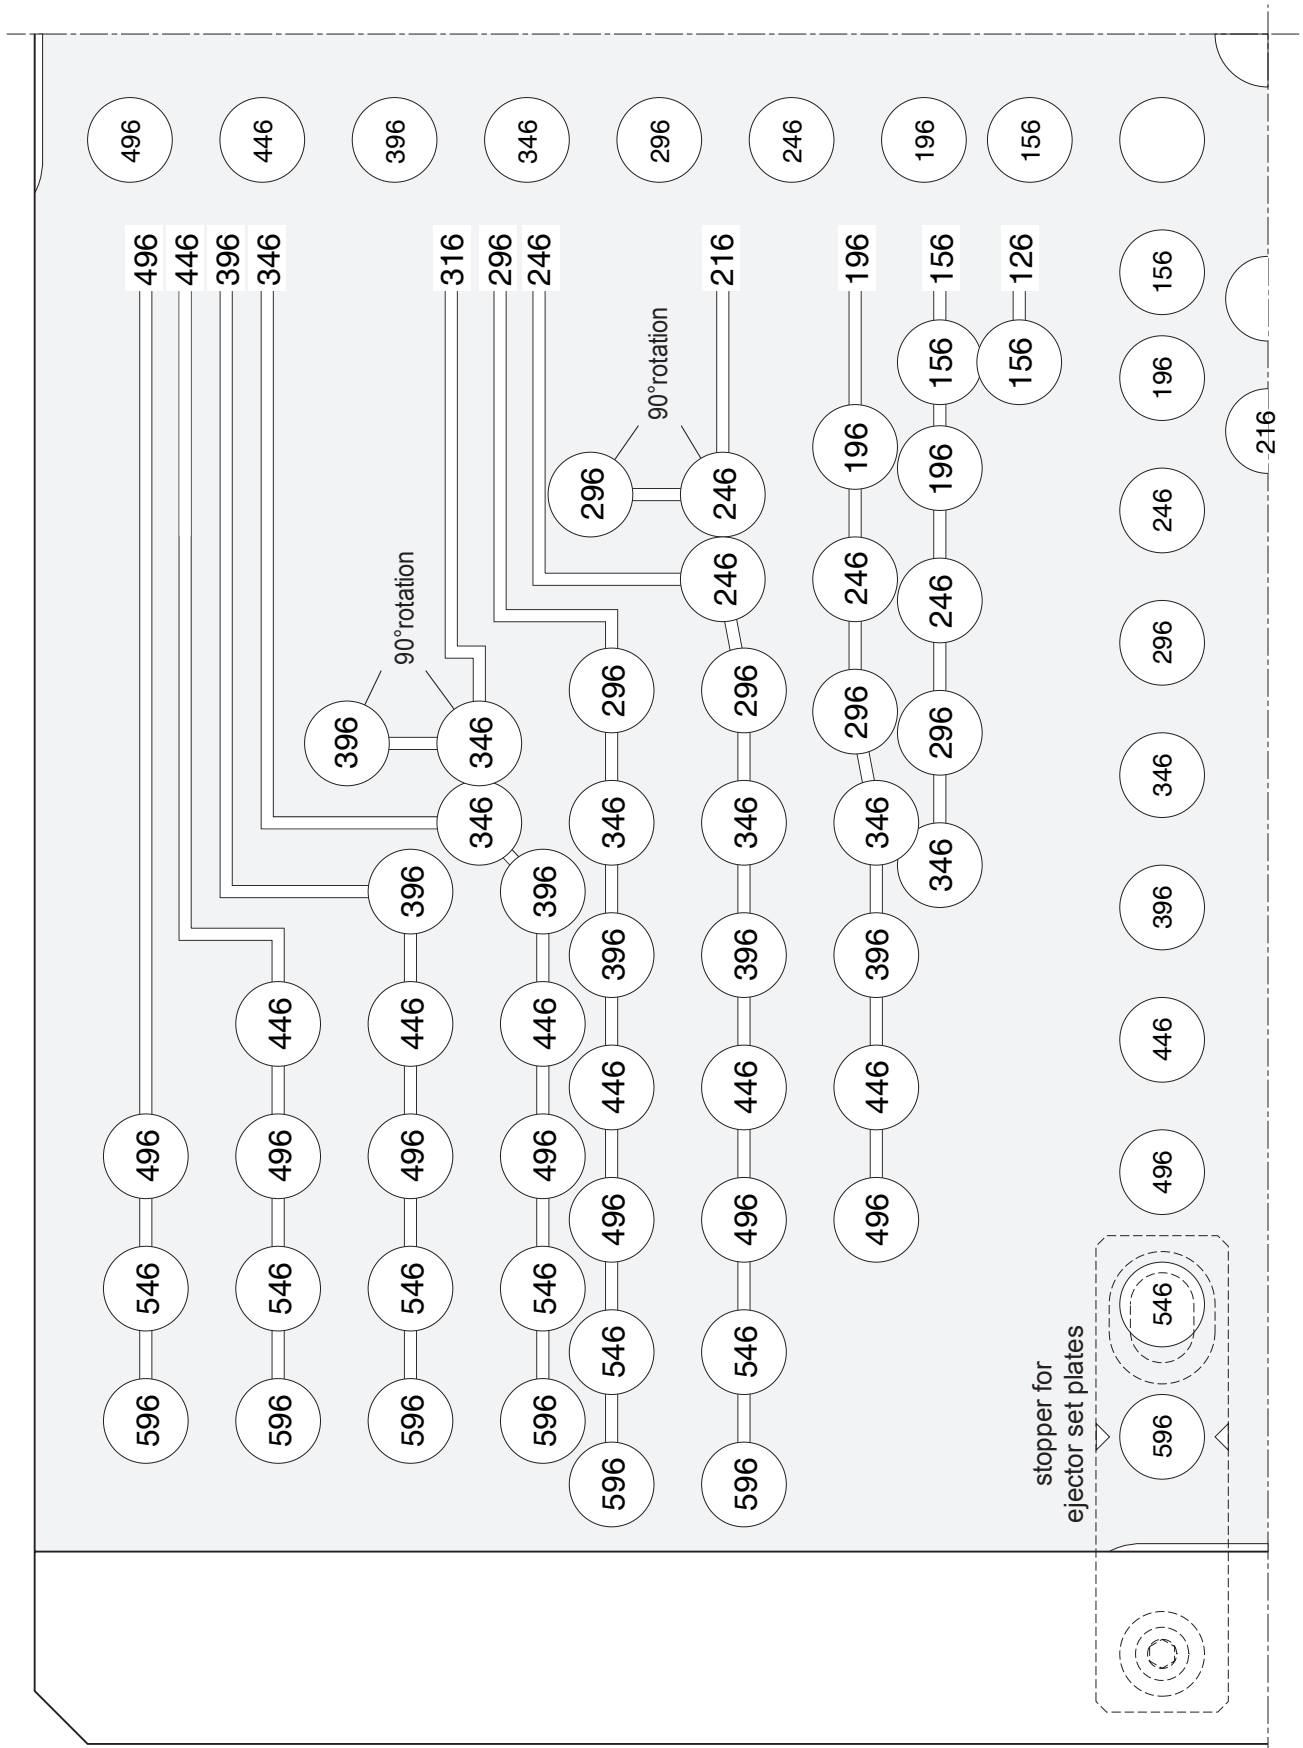 496 446 396 346 296 246 196 156
496 446 396 346 316 296 246 216 196 156 126 156
156 156 196
90°rotation
216
196 196
296 246 246
246 246 246
90°rotation
296
296 296 296 296
396 346 346
346 346 346 346
346
396 396 396
396 396 396
446 446 446 446
446 446 446
496 496 496 496 496
496 496 496
546 546 546 546 546
546 546
stopper for
ejector set plates
596 596 596 596 596
596 596